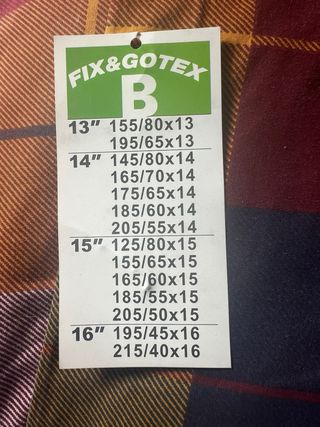 FIX&GOTEX
B
13" 155/80x13
195/65x13
14" 145/80x14
165/70x14
175/65x14
185/60x14
205/55x14
15" 125/80x15
155/65x15
165/60x15
185/55x15
205/50x15
16" 195/45x16
215/40x16